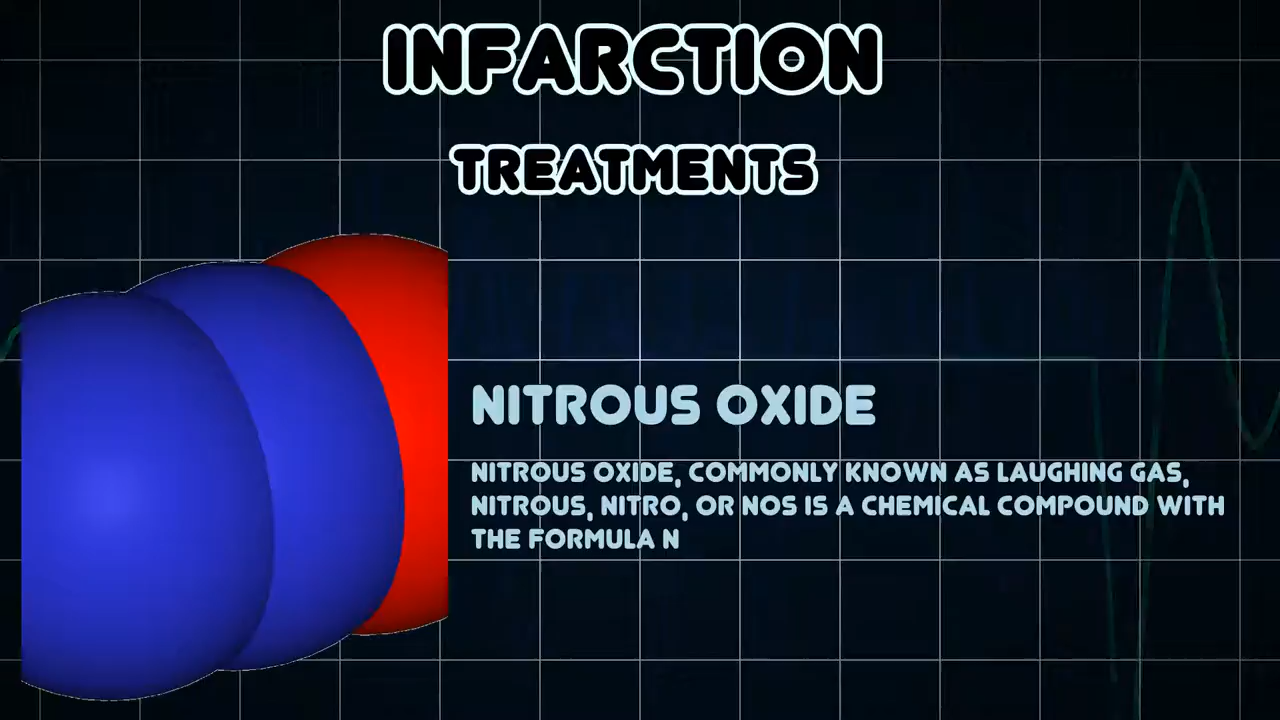 INFARCTION
TREATMENTS
NITROUS OXIDE
NITROUS OXIDE, COMMONLY KNOWN AS LAUGHING GAS,
NITROUS, NITRO, OR NOS IS A CHEMICAL COMPOUND WITH
THE FORMULA N